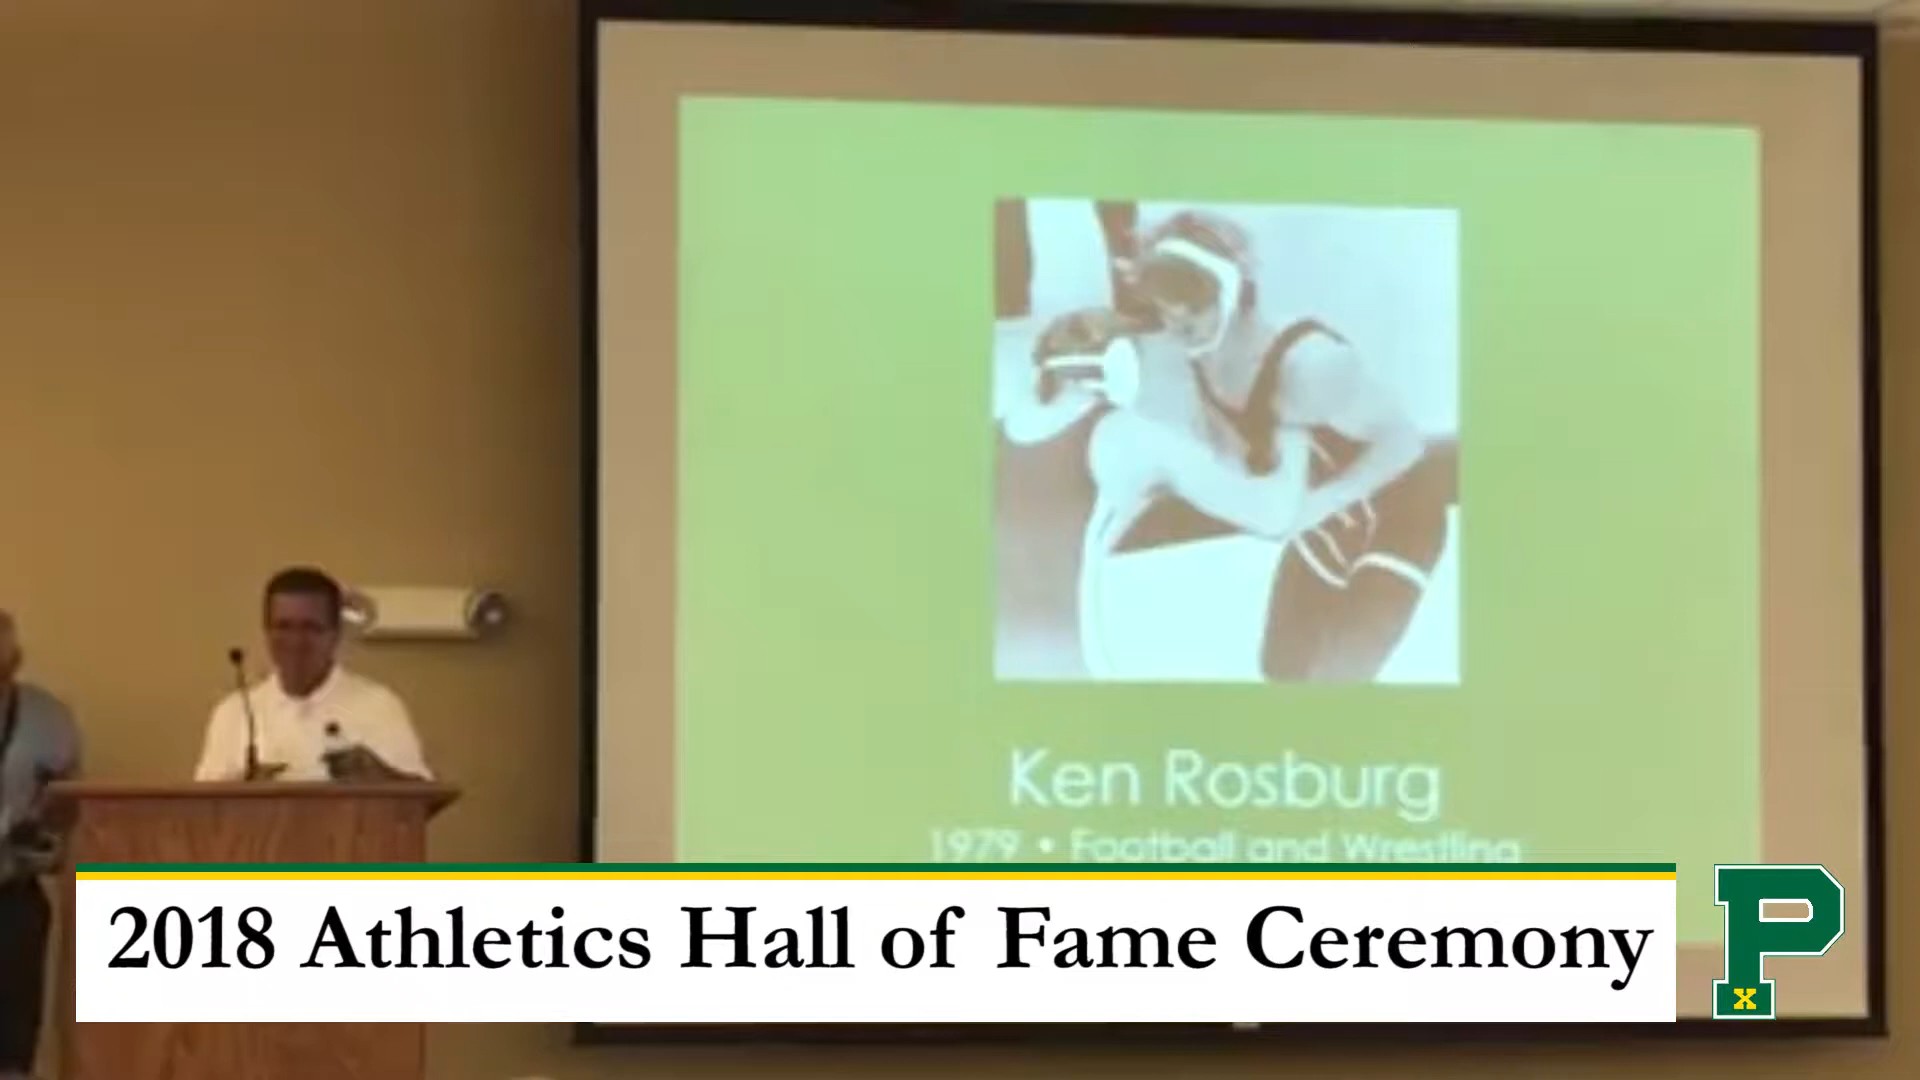 Ken Rosburg
1979 • Football and Wrestling
2018 Athletics Hall of Fame Ceremony
P
X